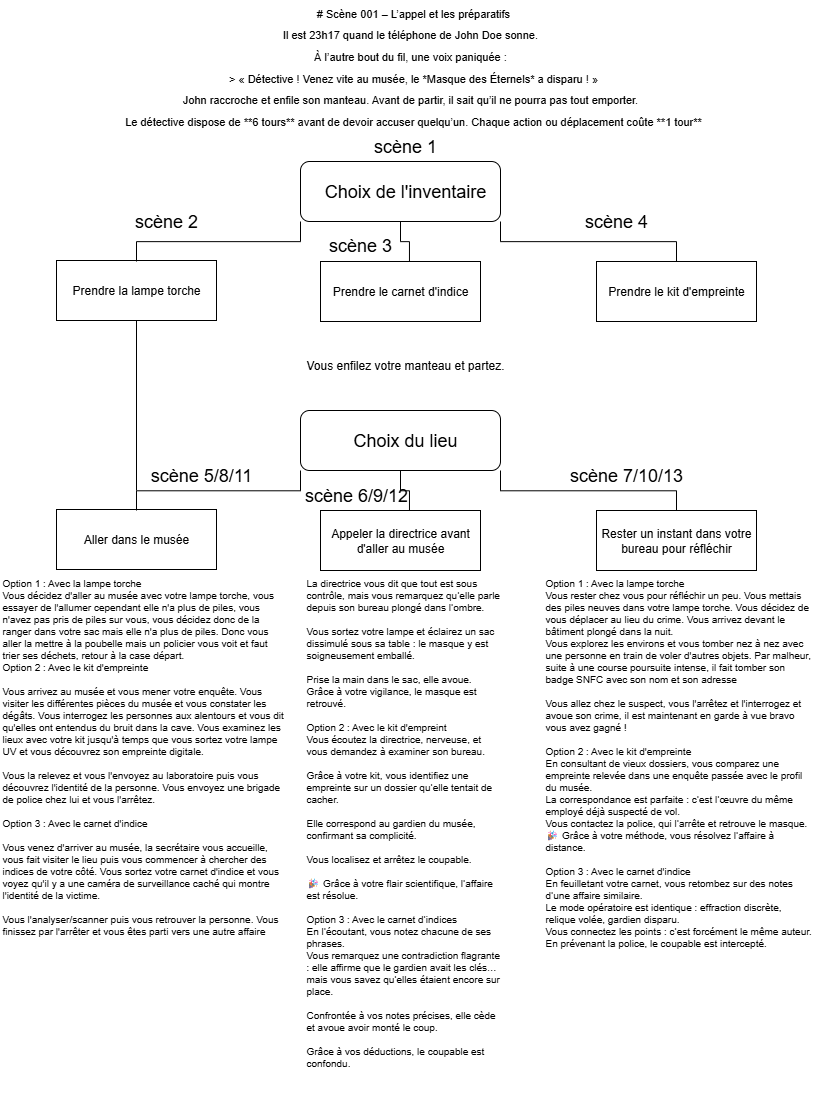 # Scène 001 – L'appel et les préparatifs
Il est 23h17 quand le téléphone de John Doe sonne.
À l'autre bout du fil, une voix paniquée :
> « Détective ! Venez vite au musée, le *Masque des Éternels* a disparu ! »
John raccroche et enfile son manteau. Avant de partir, il sait qu'il ne pourra pas tout emporter.
Le détective dispose de **6 tours** avant de devoir accuser quelqu'un. Chaque action ou déplacement coûte **1 tour**
scène 1
Choix de l'inventaire
scène 2
scène 3
scène 4
Prendre la lampe torche
Prendre le carnet d'indice
Prendre le kit d'empreinte
Vous enfilez votre manteau et partez.
Choix du lieu
scène 5/8/11
scène 6/9/12
scène 7/10/13
Aller dans le musée
Appeler la directrice avant
d'aller au musée
Rester un instant dans votre
bureau pour réfléchir
Option 1 : Avec la lampe torche
Vous décidez d'aller au musée avec votre lampe torche, vous
essayer de l'allumer cependant elle n'a plus de piles, vous
n'avez pas pris de piles sur vous, vous décidez donc de la
ranger dans votre sac mais elle n'a plus de piles. Donc vous
aller la mettre à la poubelle mais un policier vous voit et faut
trier ses déchets, retour à la case départ.
Option 2 : Avec le kit d'empreinte
Vous arrivez au musée et vous mener votre enquête. Vous
visiter les différentes pièces du musée et vous constater les
dégâts. Vous interrogez les personnes aux alentours et vous dit
qu'elles ont entendus du bruit dans la cave. Vous examinez les
lieux avec votre kit jusqu'à temps que vous sortez votre lampe
UV et vous découvrez son empreinte digitale.
Vous la relevez et vous l'envoyez au laboratoire puis vous
découvrez l'identité de la personne. Vous envoyez une brigade
de police chez lui et vous l'arrêtez.
Option 3 : Avec le carnet d'indice
Vous venez d'arriver au musée, la secrétaire vous accueille,
vous fait visiter le lieu puis vous commencer à chercher des
indices de votre côté. Vous sortez votre carnet d'indice et vous
voyez qu'il y a une caméra de surveillance caché qui montre
l'identité de la victime.
Vous l'analyser/scanner puis vous retrouver la personne. Vous
finissez par l'arrêter et vous êtes parti vers une autre affaire
La directrice vous dit que tout est sous
contrôle, mais vous remarquez qu'elle parle
depuis son bureau plongé dans l'ombre.
Vous sortez votre lampe et éclairez un sac
dissimulé sous sa table : le masque y est
soigneusement emballé.
Prise la main dans le sac, elle avoue.
Grâce à votre vigilance, le masque est
retrouvé.
Option 2 : Avec le kit d'empreint
Vous écoutez la directrice, nerveuse, et
vous demandez à examiner son bureau.
Grâce à votre kit, vous identifiez une
empreinte sur un dossier qu'elle tentait de
cacher.
Elle correspond au gardien du musée,
confirmant sa complicité.
Vous localisez et arrêtez le coupable.
🎉 Grâce à votre flair scientifique, l'affaire
est résolue.
Option 3 : Avec le carnet d'indices
En l'écoutant, vous notez chacune de ses
phrases.
Vous remarquez une contradiction flagrante
: elle affirme que le gardien avait les clés…
mais vous savez qu'elles étaient encore sur
place.
Confrontée à vos notes précises, elle cède
et avoue avoir monté le coup.
Grâce à vos déductions, le coupable est
confondu.
Option 1 : Avec la lampe torche
Vous rester chez vous pour réfléchir un peu. Vous mettais
des piles neuves dans votre lampe torche. Vous décidez de
vous déplacer au lieu du crime. Vous arrivez devant le
bâtiment plongé dans la nuit.
Vous explorez les environs et vous tomber nez à nez avec
une personne en train de voler d'autres objets. Par malheur,
suite à une course poursuite intense, il fait tomber son
badge SNFC avec son nom et son adresse
Vous allez chez le suspect, vous l'arrêtez et l'interrogez et
avoue son crime, il est maintenant en garde à vue bravo
vous avez gagné !
Option 2 : Avec le kit d'empreinte
En consultant de vieux dossiers, vous comparez une
empreinte relevée dans une enquête passée avec le profil
du musée.
La correspondance est parfaite : c'est l'œuvre du même
employé déjà suspecté de vol.
Vous contactez la police, qui l'arrête et retrouve le masque.
🎉 Grâce à votre méthode, vous résolvez l'affaire à
distance.
Option 3 : Avec le carnet d'indice
En feuilletant votre carnet, vous retombez sur des notes
d'une affaire similaire.
Le mode opératoire est identique : effraction discrète,
relique volée, gardien disparu.
Vous connectez les points : c'est forcément le même auteur.
En prévenant la police, le coupable est intercepté.